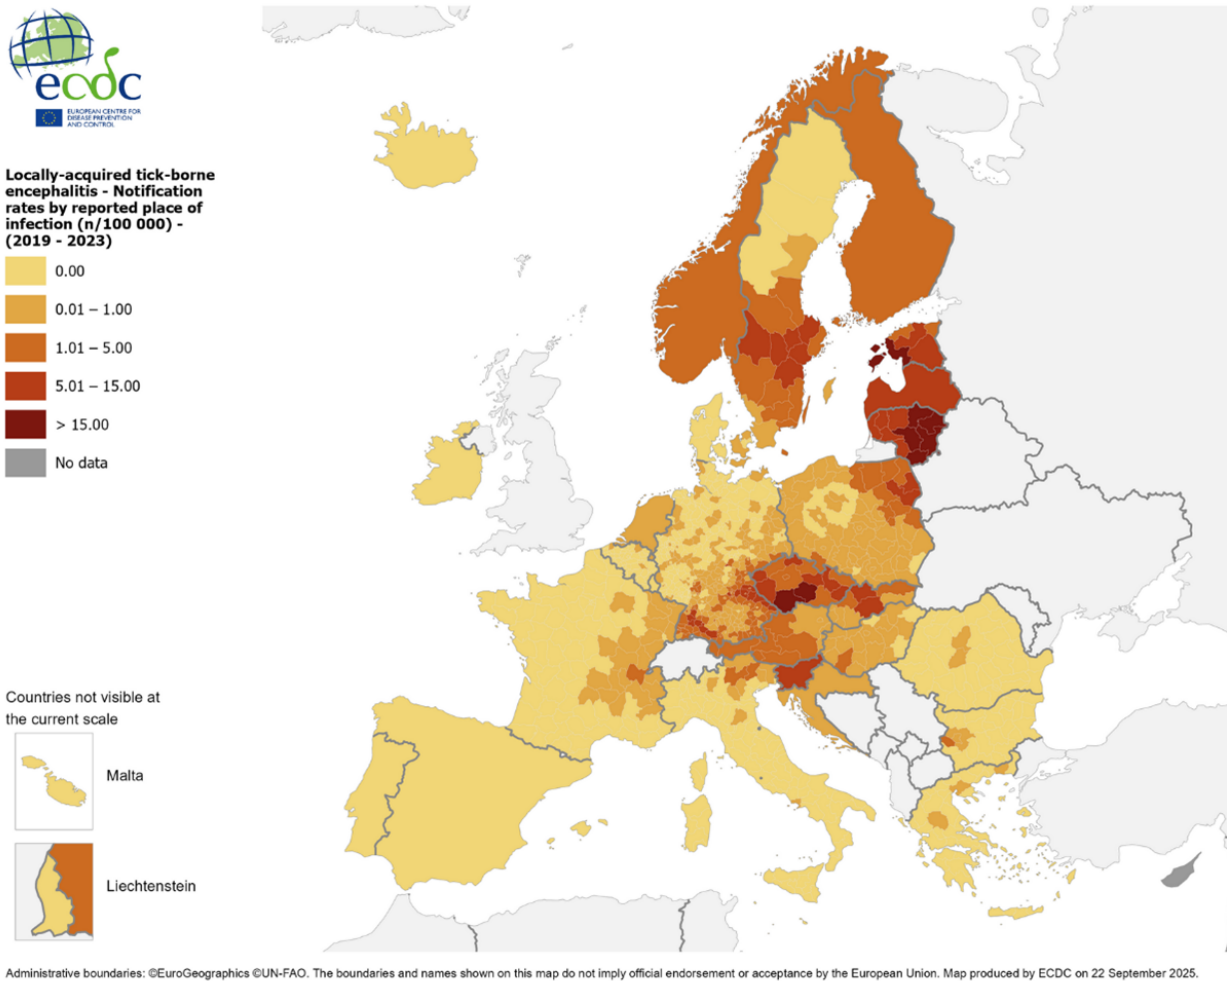 ecdc
EUROPEAN CENTRE FOR
DISEASE PREVENTION
AND CONTROL
Locally-acquired tick-borne
encephalitis - Notification
rates by reported place of
infection (n/100 000) -
(2019 - 2023)
0.00
0.01 – 1.00
1.01 – 5.00
5.01 – 15.00
> 15.00
No data
Countries not visible at
the current scale
Malta
Liechtenstein
Administrative boundaries: ©EuroGeographics ©UN-FAO. The boundaries and names shown on this map do not imply official endorsement or acceptance by the European Union. Map produced by ECDC on 22 September 2025.